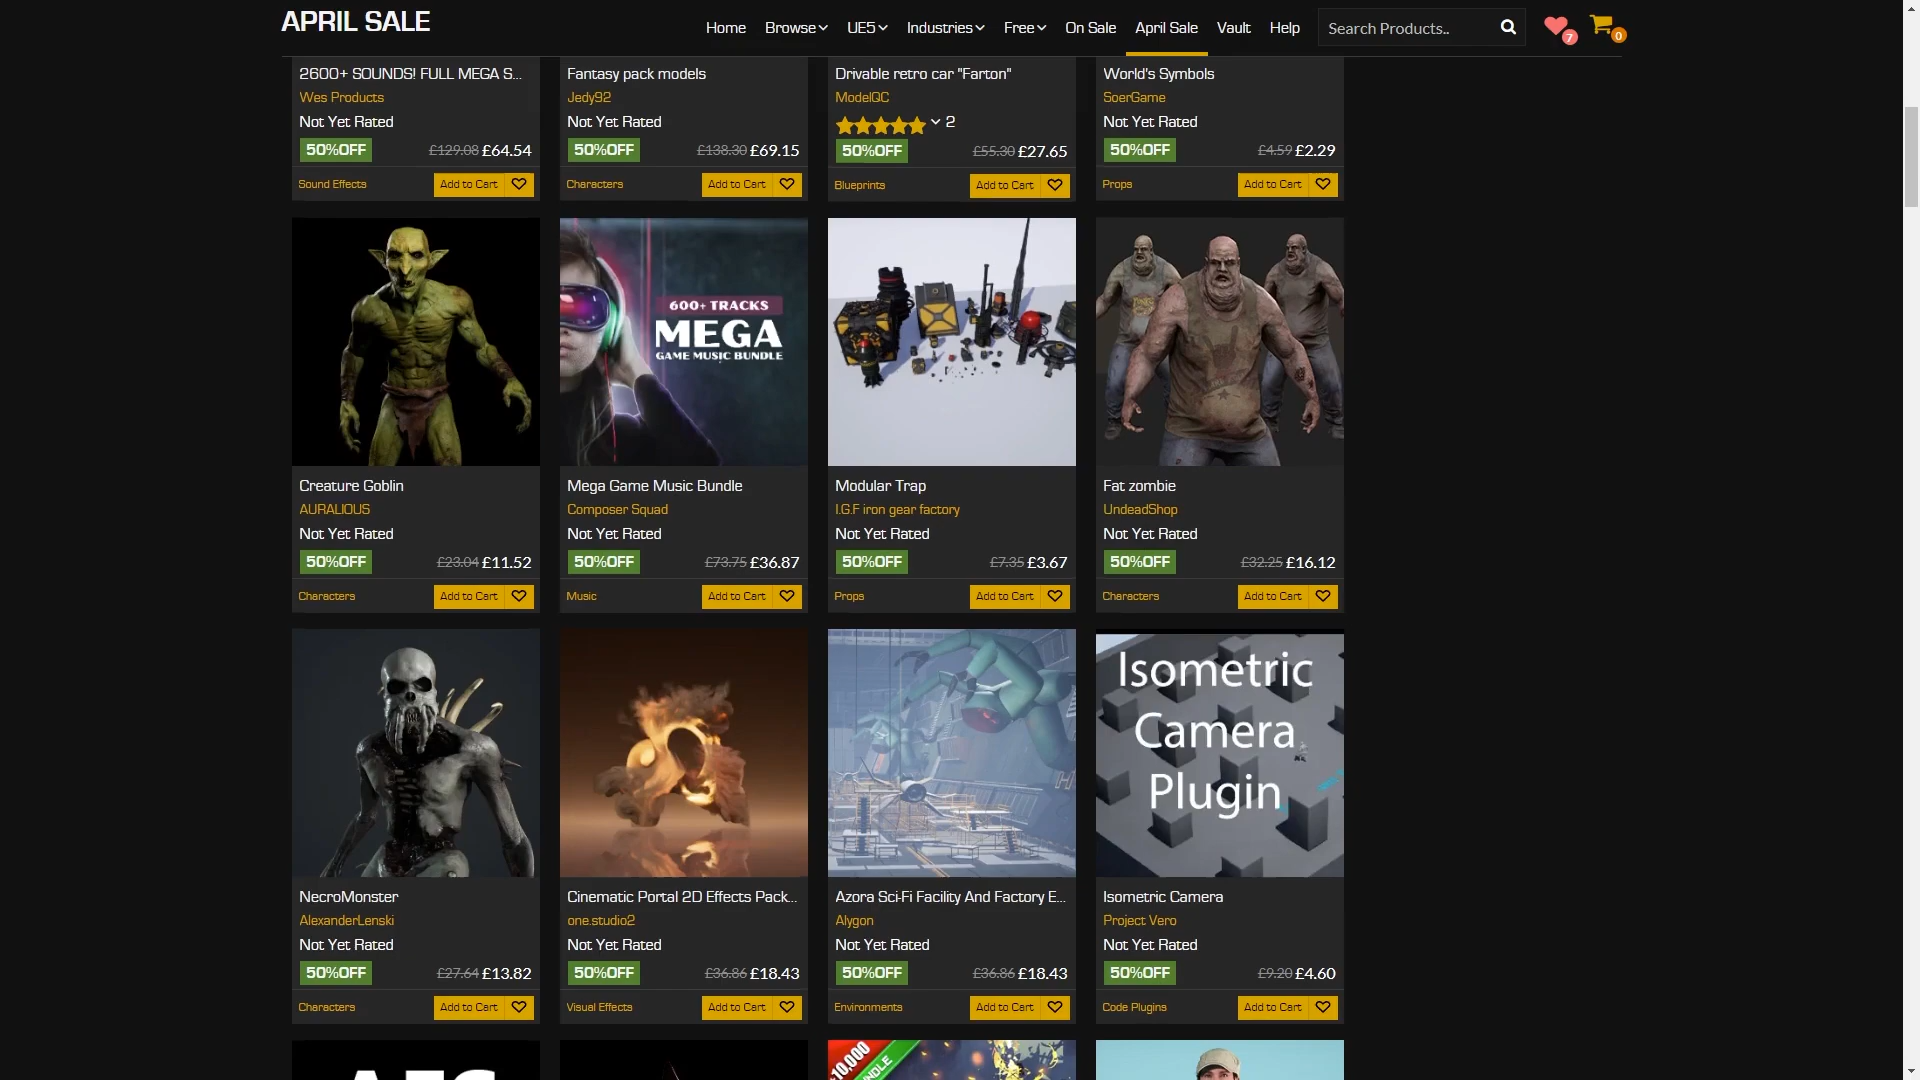 APRIL SALE
Home Browse UE5 Industries Free On Sale April Sale Vault Help Search Products.. 7 0
2600+ SOUNDS! FULL MEGA S...
Wes Products
Not Yet Rated
50%OFF £129.08 £64.54
Sound Effects Add to Cart
Fantasy pack models
Jedy92
Not Yet Rated
50%OFF £138.30 £69.15
Characters Add to Cart
Drivable retro car "Farton"
ModelQC
2
50%OFF £55.30 £27.65
Blueprints Add to Cart
World's Symbols
SoerGame
Not Yet Rated
50%OFF £4.59 £2.29
Props Add to Cart
Creature Goblin
AURALIOUS
Not Yet Rated
50%OFF £23.04 £11.52
Characters Add to Cart
600+ TRACKS
MEGA
GAME MUSIC BUNDLE
Mega Game Music Bundle
Composer Squad
Not Yet Rated
50%OFF £73.75 £36.87
Music Add to Cart
Modular Trap
I.G.F iron gear factory
Not Yet Rated
50%OFF £7.35 £3.67
Props Add to Cart
Fat zombie
UndeadShop
Not Yet Rated
50%OFF £32.25 £16.12
Characters Add to Cart
NecroMonster
AlexanderLenski
Not Yet Rated
50%OFF £27.64 £13.82
Characters Add to Cart
Cinematic Portal 2D Effects Pack...
one.studio2
Not Yet Rated
50%OFF £36.86 £18.43
Visual Effects Add to Cart
Azora Sci-Fi Facility And Factory E...
Alygon
Not Yet Rated
50%OFF £36.86 £18.43
Environments Add to Cart
Isometric
Camera
Plugin
Isometric Camera
Project Vero
Not Yet Rated
50%OFF £9.20 £4.60
Code Plugins Add to Cart